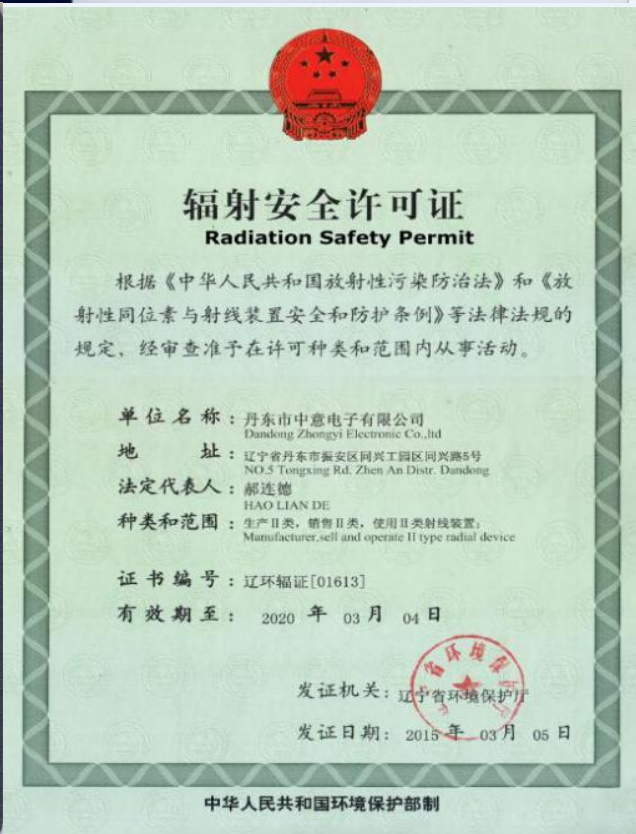 辐射安全许可证
Radiation Safety Permit
根据《中华人民共和国放射性污染防治法》和《放
射性同位素与射线装置安全和防护条例》等法律法规的
规定，经审查准予在许可种类和范围内从事活动。
单位名称：丹东市中意电子有限公司
Dandong Zhongyi Electronic Co.,ltd
地 址：辽宁省丹东市振安区同兴工园区同兴路5号
NO.5 Tongxing Rd. Zhen An Distr. Dandong
法定代表人：郝连德
HAO LIAN DE
种类和范围：生产Ⅱ类，销售Ⅱ类，使用Ⅱ类射线装置；
Manufacturer,sell and operate II type radial device
证书编号：辽环辐证[01613]
有效期至： 2020 年 03 月 04 日
辽宁省环境保护厅
发证机关：辽宁省环境保护厅
发证日期：2015 年 03 月 05 日
中华人民共和国环境保护部制